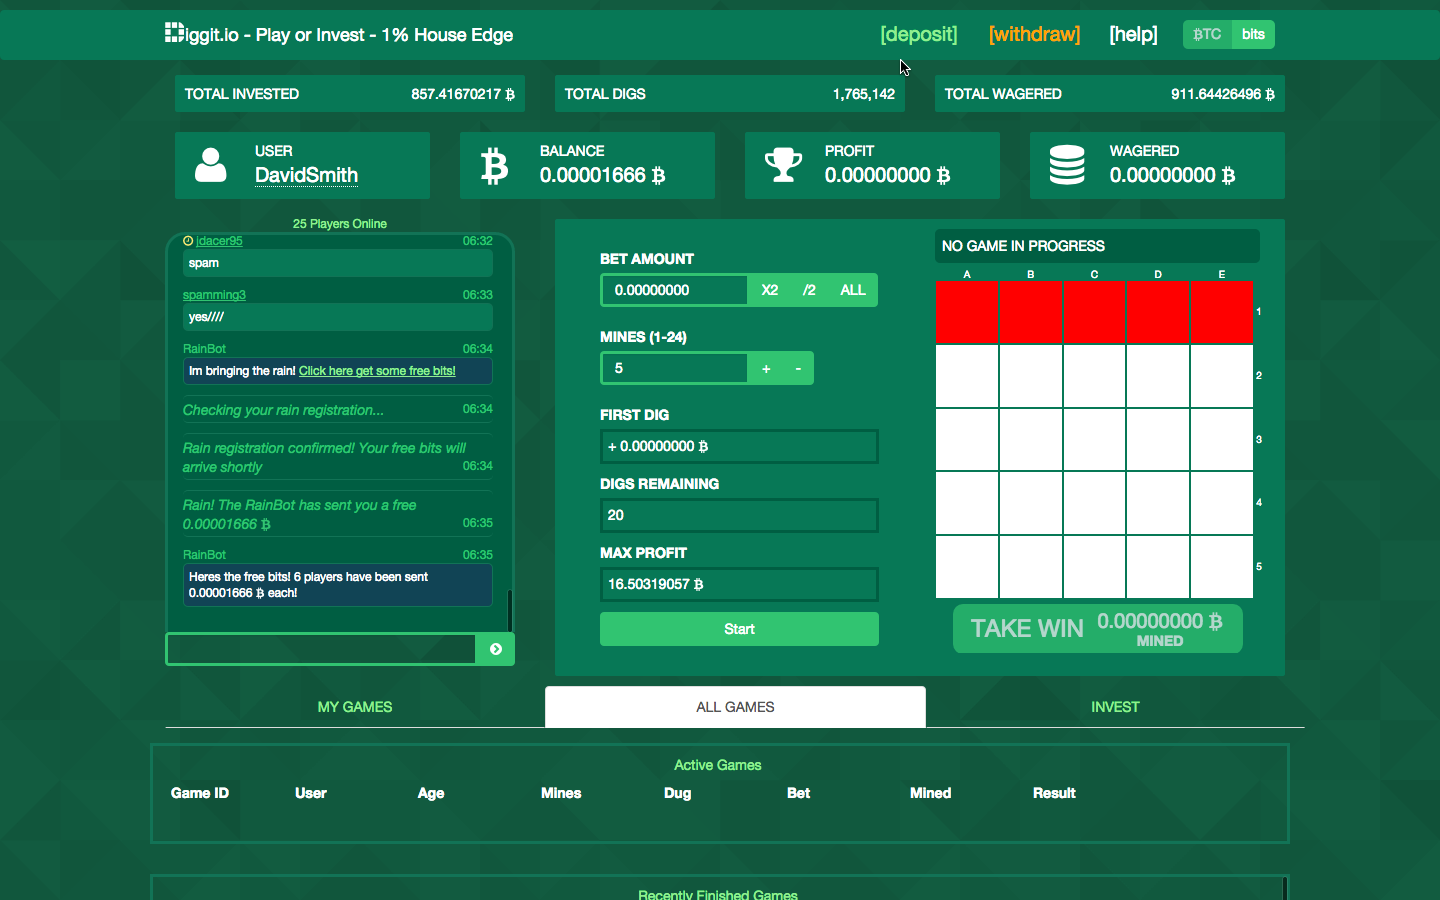 Diggit.io - Play or Invest - 1% House Edge
[deposit]
[withdraw]
[help]
₿TC
bits
TOTAL INVESTED 857.41670217 ₿
TOTAL DIGS 1,765,142
TOTAL WAGERED 911.64426496 ₿
USER
DavidSmith
BALANCE
0.00001666 ₿
PROFIT
0.00000000 ₿
WAGERED
0.00000000 ₿
25 Players Online
jdacer95 06:32
spam
spamming3 06:33
yes////
RainBot 06:34
Im bringing the rain! Click here get some free bits!
Checking your rain registration... 06:34
Rain registration confirmed! Your free bits will
arrive shortly 06:34
Rain! The RainBot has sent you a free
0.00001666 ₿ 06:35
RainBot 06:35
Heres the free bits! 6 players have been sent
0.00001666 ₿ each!
BET AMOUNT
0.00000000 X2 /2 ALL
MINES (1-24)
5 + -
FIRST DIG
+ 0.00000000 ₿
DIGS REMAINING
20
MAX PROFIT
16.50319057 ₿
Start
NO GAME IN PROGRESS
A B C D E
1
2
3
4
5
TAKE WIN 0.00000000 ₿
MINED
MY GAMES
ALL GAMES
INVEST
Active Games
Game ID User Age Mines Dug Bet Mined Result
Recently Finished Games